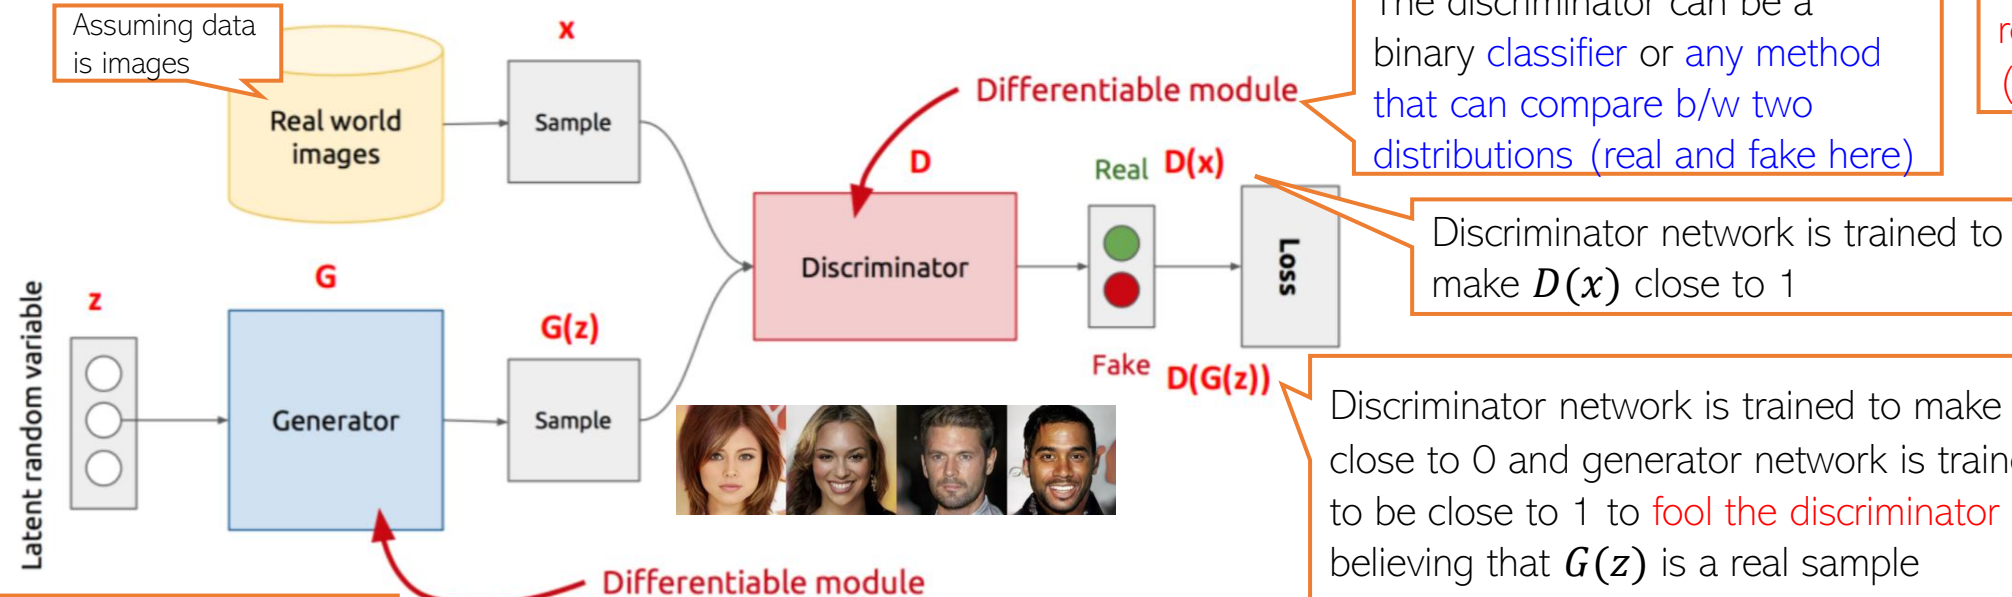 Assuming data
is images
x
Real world
images
Sample
Differentiable module
The discriminator can be a
binary classifier or any method
that can compare b/w two
distributions (real and fake here)
D
Real D(x)
Discriminator
Loss
Discriminator network is trained to
make D(x) close to 1
Latent random variable
z
G
Generator
G(z)
Sample
Fake D(G(z))
Discriminator network is trained to make
close to 0 and generator network is
to be close to 1 to fool the discriminator
believing that G(z) is a real sample
Differentiable module